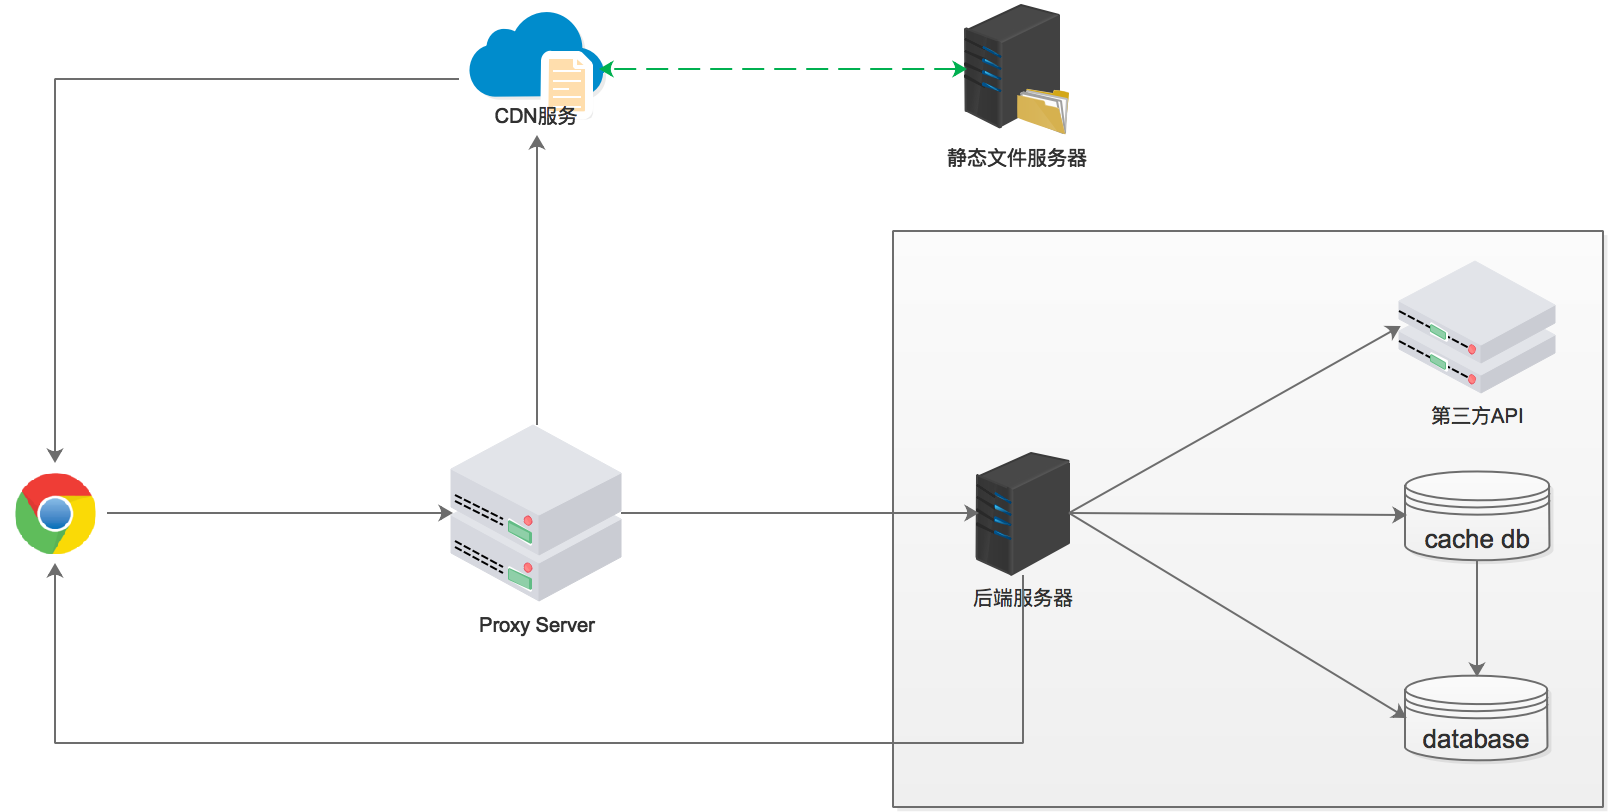 CDN服务
静态文件服务器
第三方API
cache db
后端服务器
Proxy Server
database